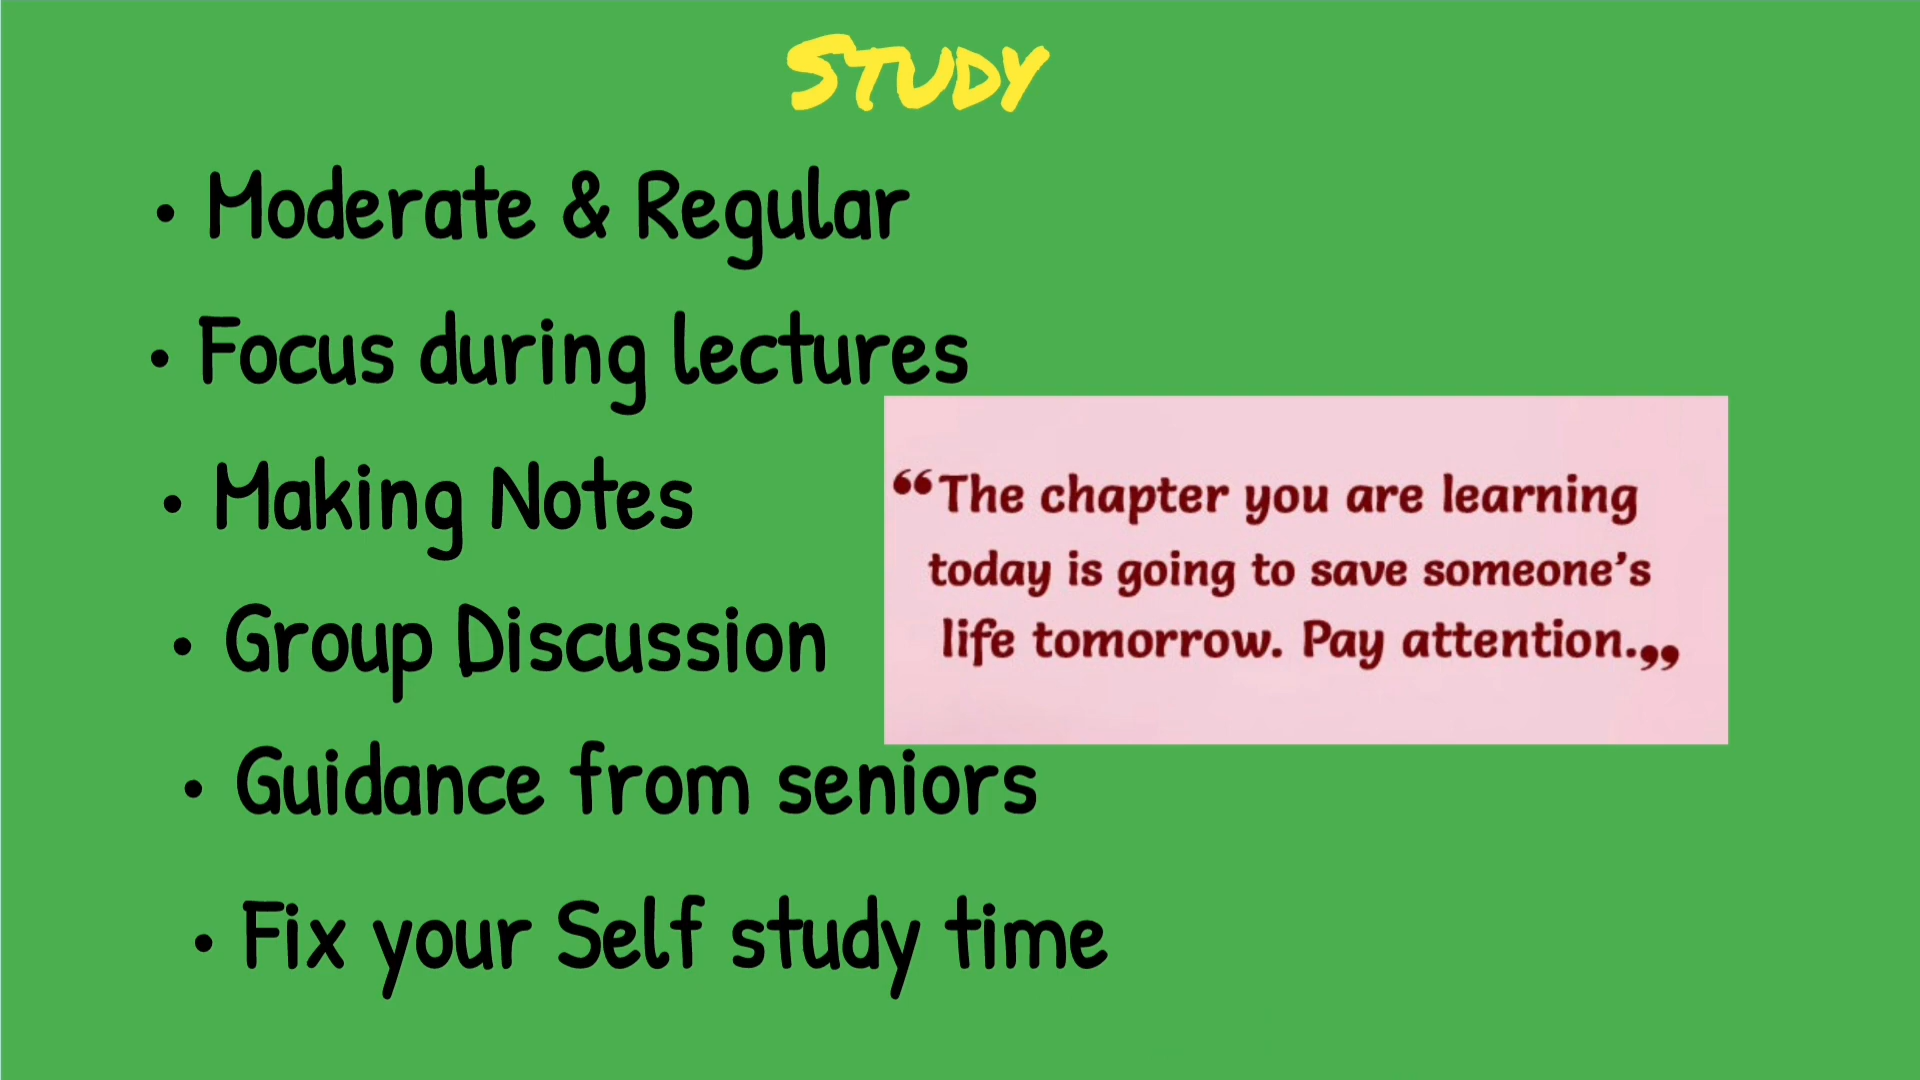 STUDY
• Moderate & Regular
• Focus during lectures
• Making Notes
• Group Discussion
• Guidance from seniors
• Fix your Self study time
“The chapter you are learning
today is going to save someone’s
life tomorrow. Pay attention.”